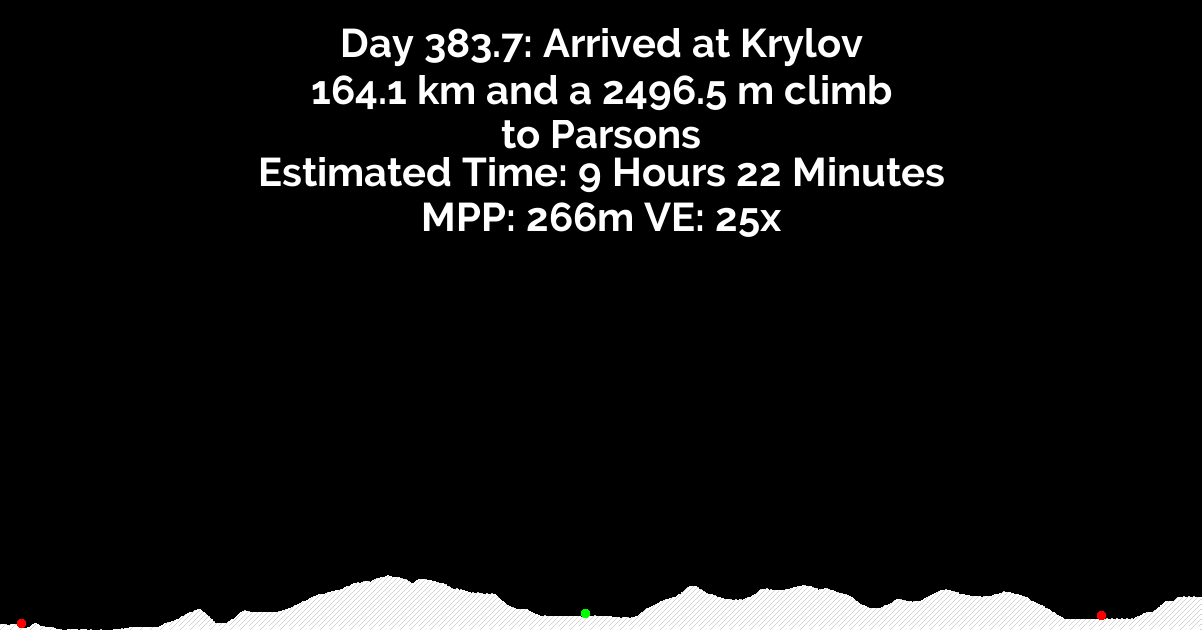 Day 383.7: Arrived at Krylov
164.1 km and a 2496.5 m climb
to Parsons
Estimated Time: 9 Hours 22 Minutes
MPP: 266m VE: 25x